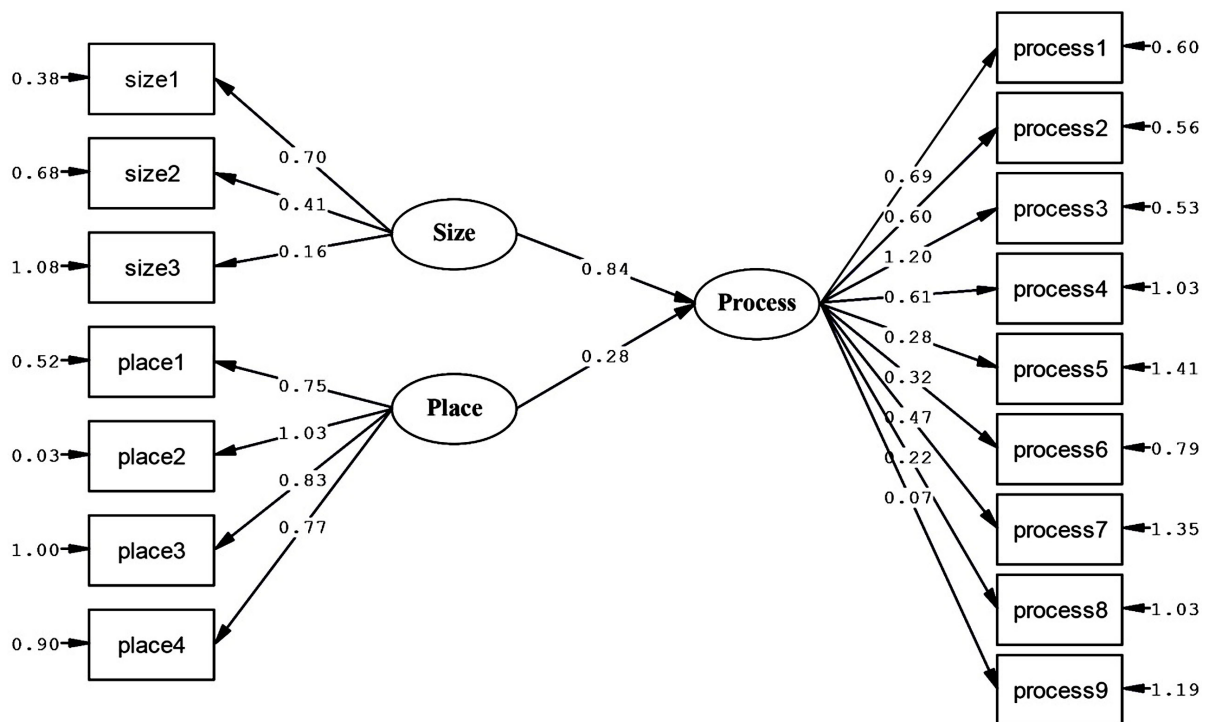 0.38
size1
0.68
size2
1.08
size3
0.52
place1
0.03
place2
1.00
place3
0.90
place4
0.70
0.41
0.16
0.75
1.03
0.83
0.77
Size
Place
0.84
0.28
Process
0.69
0.60
1.20
0.61
0.28
0.32
0.47
0.22
0.07
process1
0.60
process2
0.56
process3
0.53
process4
1.03
process5
1.41
process6
0.79
process7
1.35
process8
1.03
process9
1.19